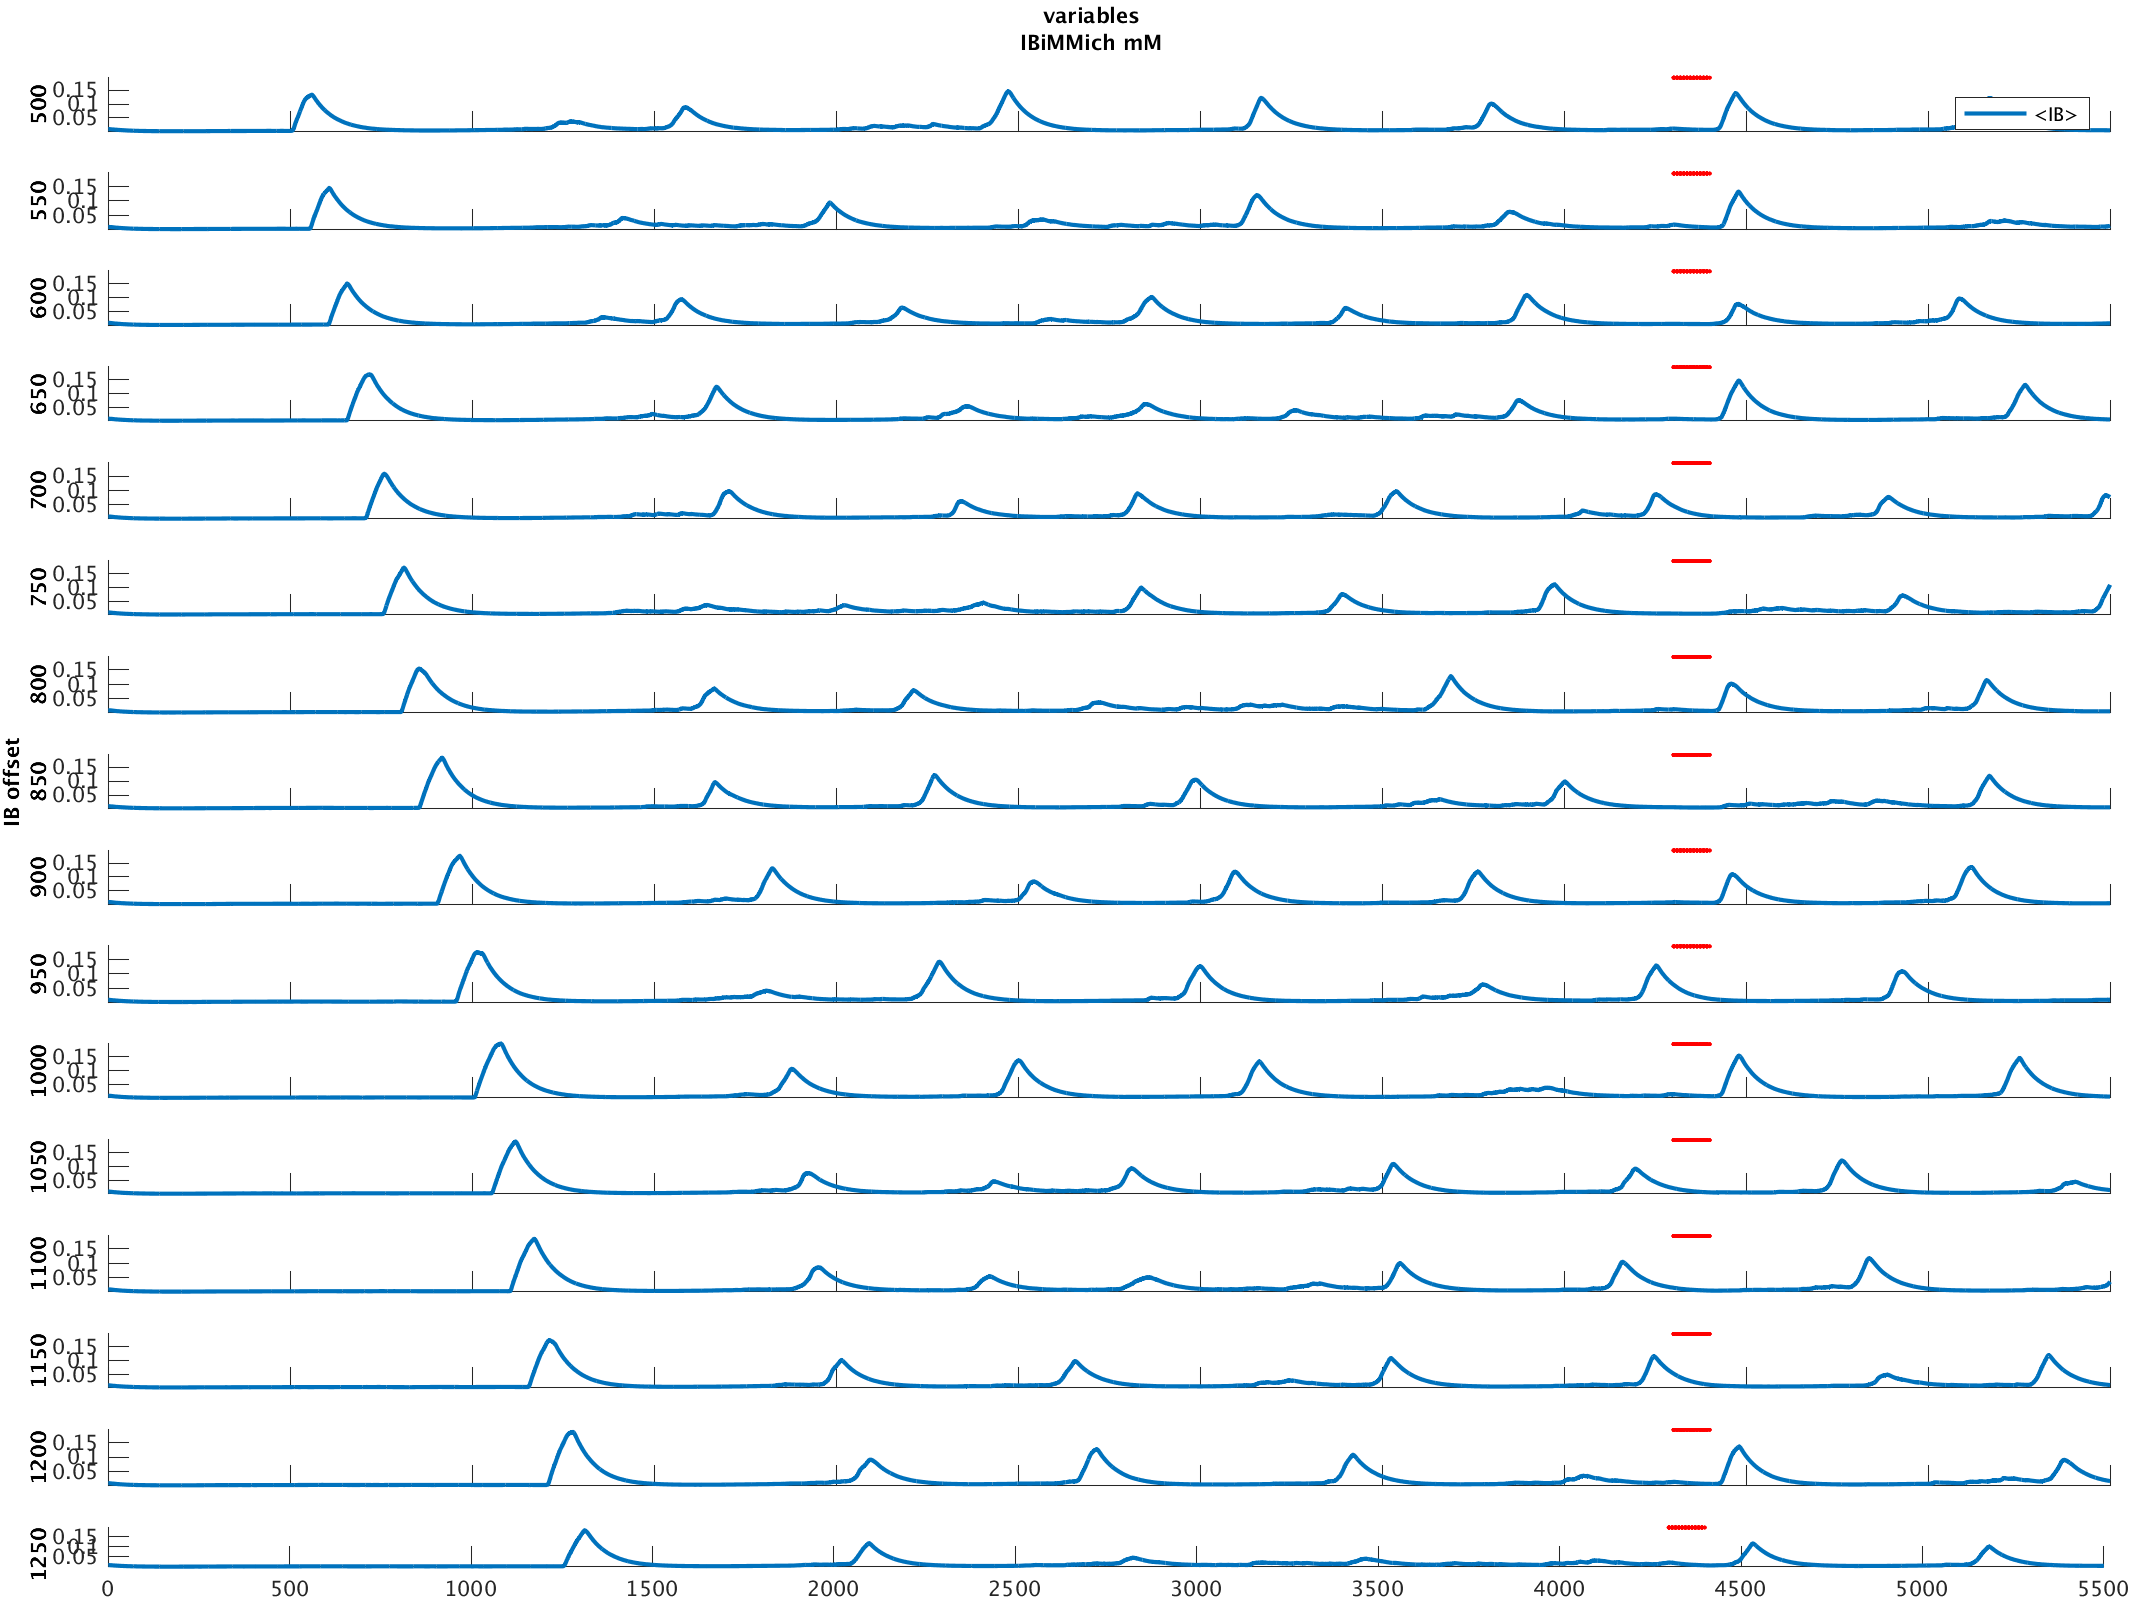 variables
IBiMMich mM
IB offset
500 0.15 0.1 0.05
<IB>
550 0.15 0.1 0.05
600 0.15 0.1 0.05
650 0.15 0.1 0.05
700 0.15 0.1 0.05
750 0.15 0.1 0.05
800 0.15 0.1 0.05
850 0.15 0.1 0.05
900 0.15 0.1 0.05
950 0.15 0.1 0.05
1000 0.15 0.1 0.05
1050 0.15 0.1 0.05
1100 0.15 0.1 0.05
1150 0.15 0.1 0.05
1200 0.15 0.1 0.05
1250 0.15 0.1 0.05
0 500 1000 1500 2000 2500 3000 3500 4000 4500 5000 5500